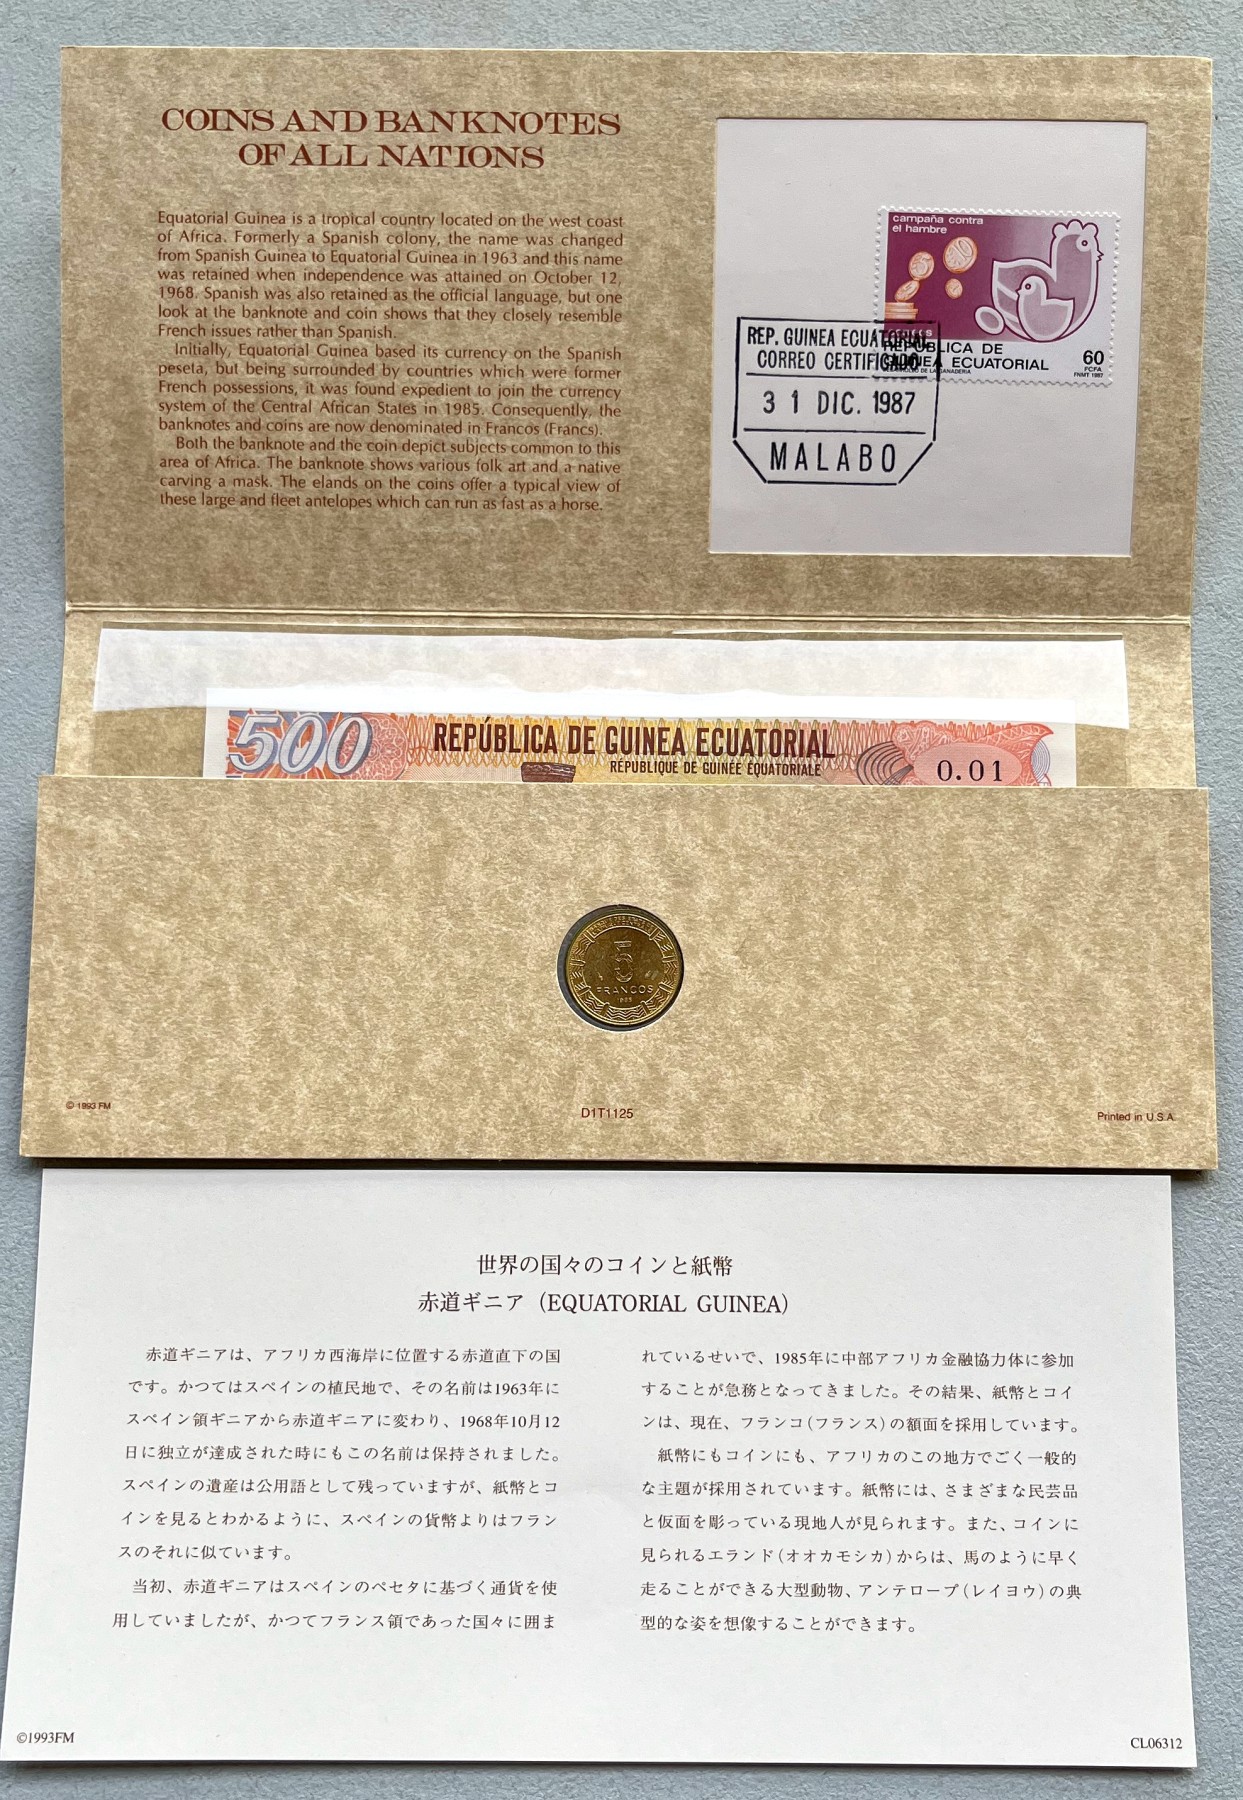 COINS AND BANKNOTES
OF ALL NATIONS
Equatorial Guinea is a tropical country located on the west coast
of Africa. Formerly a Spanish colony, the name was changed
from Spanish Guinea to Equatorial Guinea in 1963 and this name
was retained when independence was attained on October 12,
1968. Spanish was also retained as the official language, but one
look at the banknote and coin shows that they closely resemble
French issues rather than Spanish.
Initially, Equatorial Guinea based its currency on the Spanish
peseta, but being surrounded by countries which were former
French possessions, it was found expedient to join the currency
system of the Central African States in 1985. Consequently, the
banknotes and coins are now denominated in Francos (Francs).
Both the banknote and the coin depict subjects common to this
area of Africa. The banknote shows various folk art and a native
carving a mask. The elands on the coins offer a typical view of
these large and fleet antelopes which can run as fast as a horse.
campaña contra
el hambre
REPÚBLICA DE
GUINEA ECUATORIAL
60
FCFA
FNMT 1987
REP. GUINEA ECUATORIAL
CORREO CERTIFICADO
3 1 DIC. 1987
MALABO
500
REPÚBLICA DE GUINEA ECUATORIAL
RÉPUBLIQUE DE GUINÉE ÉQUATORIALE
0.01
5
FRANCOS
1985
© 1993 FM
D1T1125
Printed in U.S.A.
世界の国々のコインと紙幣
赤道ギニア（EQUATORIAL GUINEA）
赤道ギニアは、アフリカ西海岸に位置する赤道直下の国
です。かつてはスペインの植民地で、その名前は1963年に
スペイン領ギニアから赤道ギニアに変わり、1968年10月12
日に独立が達成された時にもこの名前は保持されました。
スペインの遺産は公用語として残っていますが、紙幣とコ
インを見るとわかるように、スペインの貨幣よりはフラン
スのそれに似ています。
当初、赤道ギニアはスペインのペセタに基づく通貨を使
用していましたが、かつてフランス領であった国々に囲ま
れているせいで、1985年に中部アフリカ金融協力体に参加
することが急務となってきました。その結果、紙幣とコイ
ンは、現在、フランコ（フランス）の額面を採用しています。
紙幣にもコインにも、アフリカのこの地方でごく一般的
な主題が採用されています。紙幣には、さまざまな民芸品
と仮面を彫っている現地人が見られます。また、コインに
見られるエランド（オオカモシカ）からは、馬のように早く
走ることができる大型動物、アンテロープ（レイヨウ）の典
型的な姿を想像することができます。
©1993FM
CL06312